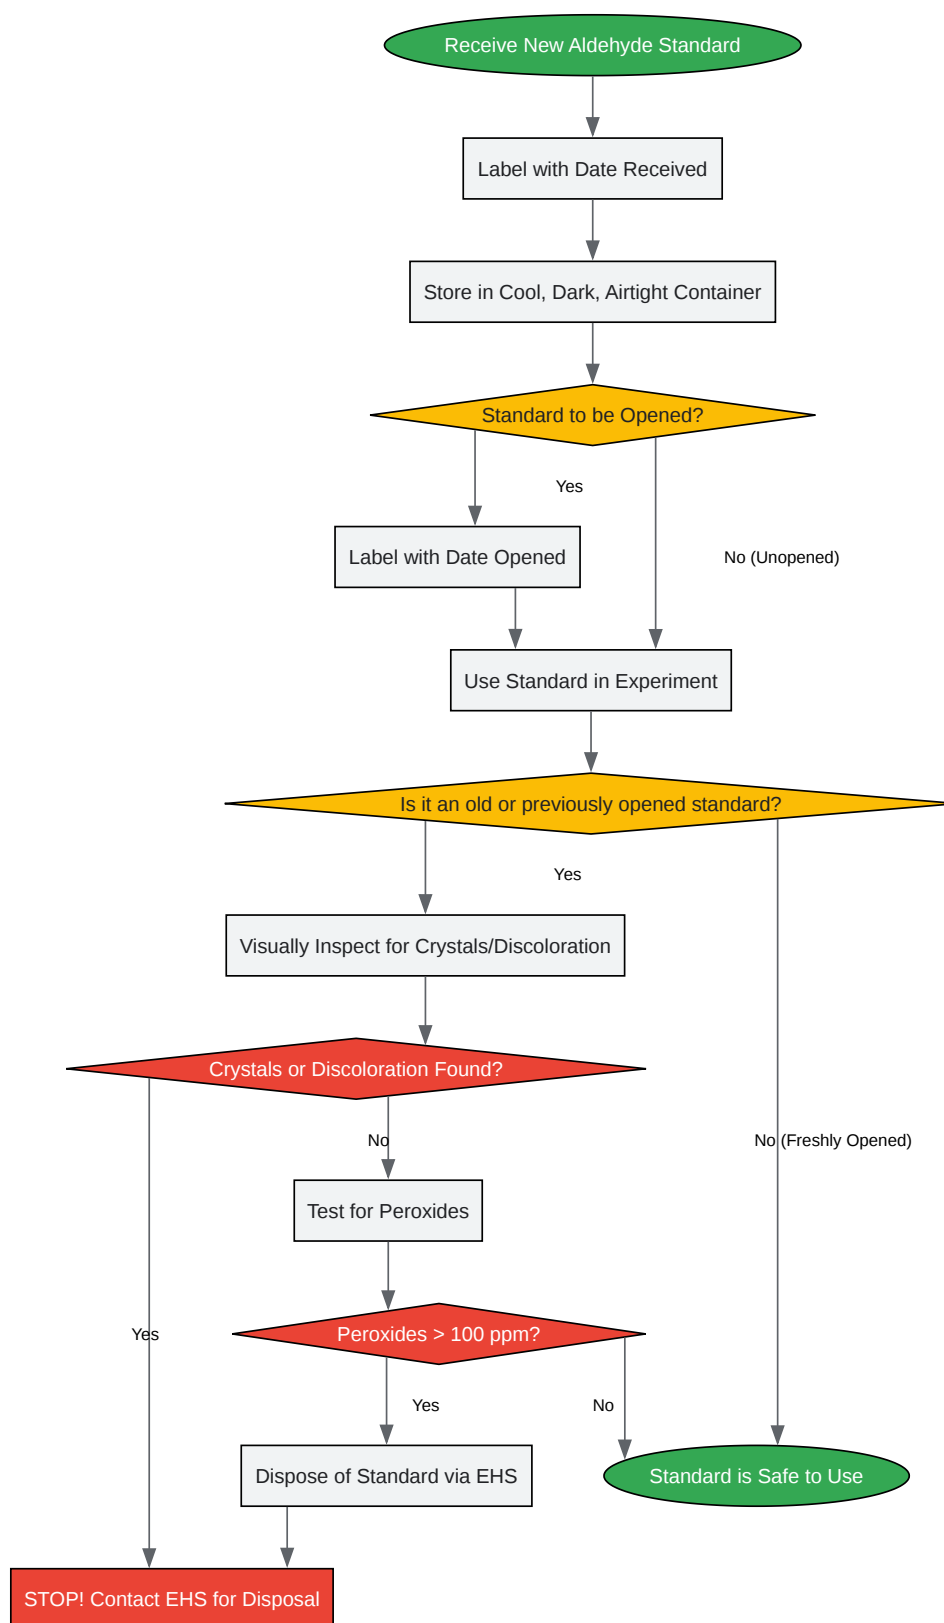 Receive New Aldehyde Standard
Label with Date Received
Store in Cool, Dark, Airtight Container
Standard to be Opened?
Yes
No (Unopened)
Label with Date Opened
Use Standard in Experiment
Is it an old or previously opened standard?
Yes
Visually Inspect for Crystals/Discoloration
Crystals or Discoloration Found?
No
No (Freshly Opened)
Test for Peroxides
Yes
Peroxides > 100 ppm?
Yes
No
Dispose of Standard via EHS
Standard is Safe to Use
STOP! Contact EHS for Disposal